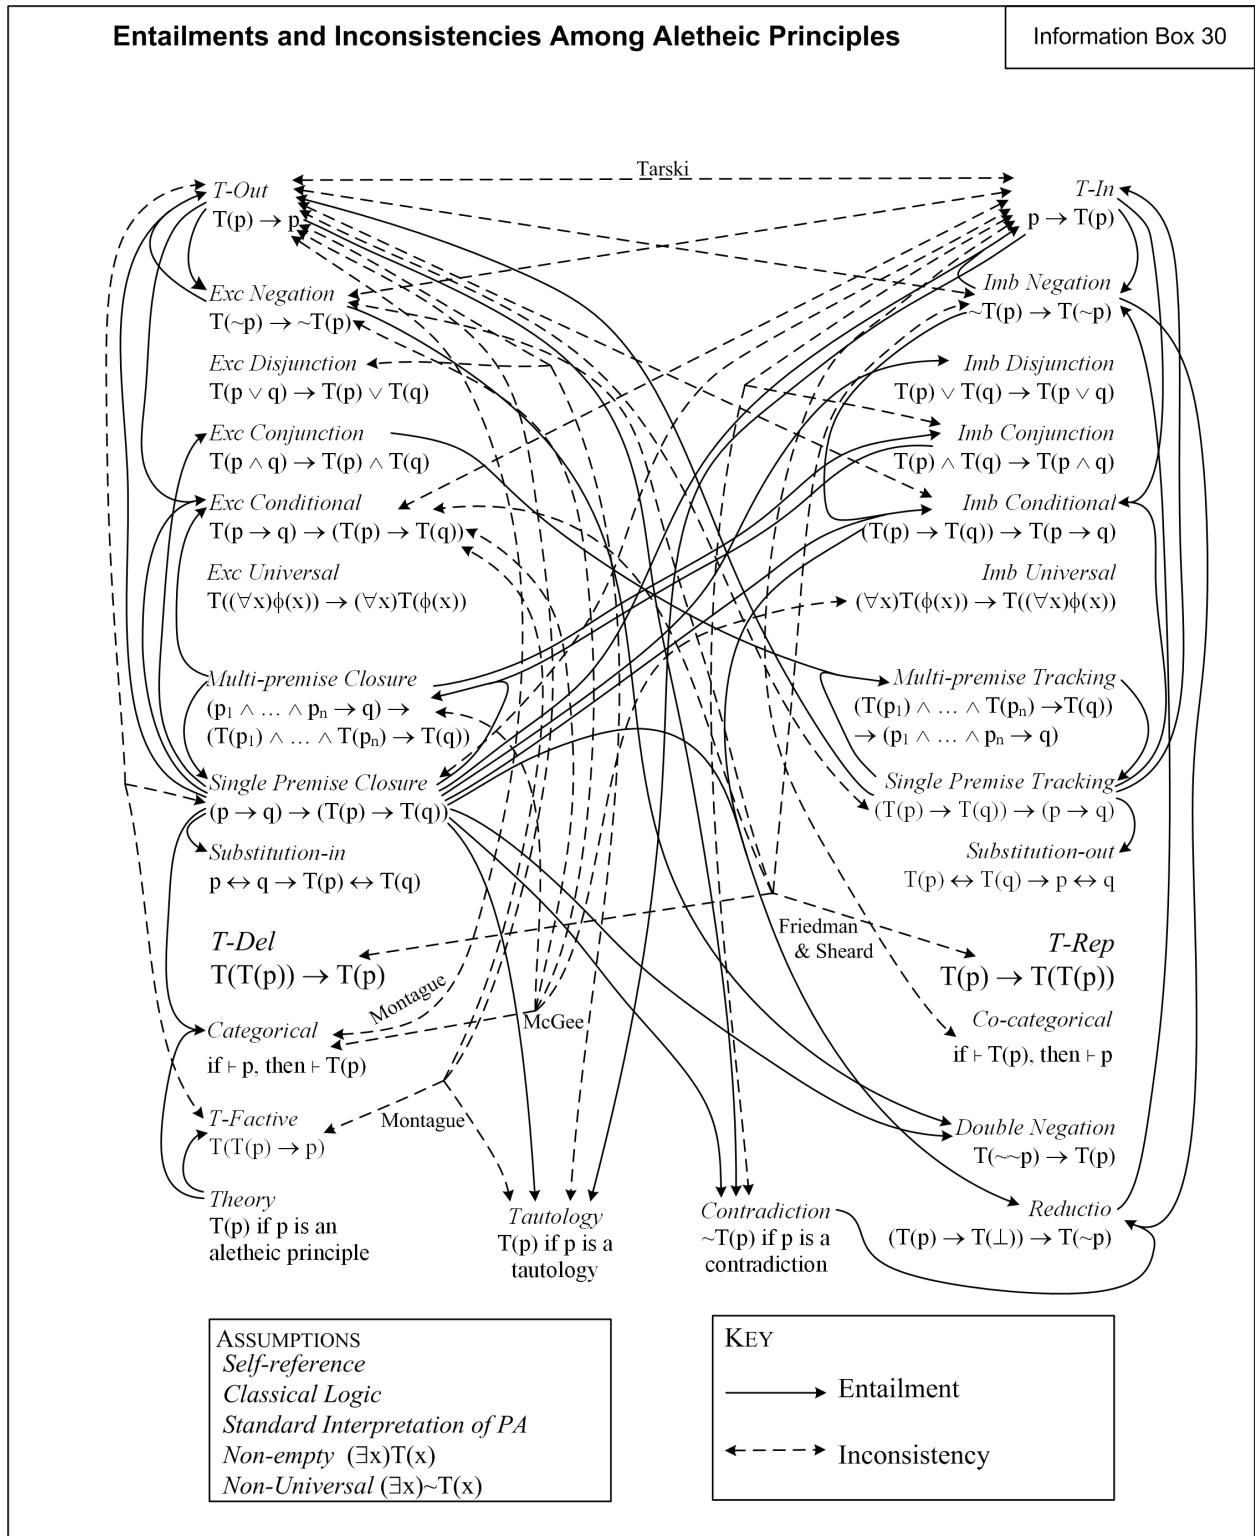 Entailments and Inconsistencies Among Aletheic Principles
Information Box 30
Tarski
T-Out
T(p) → p
T-In
p → T(p)
Exc Negation
T(~p) → ~T(p)
Imb Negation
~T(p) → T(~p)
Exc Disjunction
T(p ∨ q) → T(p) ∨ T(q)
Imb Disjunction
T(p) ∨ T(q) → T(p ∨ q)
Exc Conjunction
T(p ∧ q) → T(p) ∧ T(q)
Imb Conjunction
T(p) ∧ T(q) → T(p ∧ q)
Exc Conditional
T(p → q) → (T(p) → T(q))
Imb Conditional
(T(p) → T(q)) → T(p → q)
Exc Universal
T((∀x)ϕ(x)) → (∀x)T(ϕ(x))
Imb Universal
(∀x)T(ϕ(x)) → T((∀x)ϕ(x))
Multi-premise Closure
(p₁ ∧ … ∧ pₙ → q) →
(T(p₁) ∧ … ∧ T(pₙ) → T(q))
Multi-premise Tracking
(T(p₁) ∧ … ∧ T(pₙ) →T(q))
→ (p₁ ∧ … ∧ pₙ → q)
Single Premise Closure
(p → q) → (T(p) → T(q))
Single Premise Tracking
(T(p) → T(q)) → (p → q)
Substitution-in
p ↔ q → T(p) ↔ T(q)
Substitution-out
T(p) ↔ T(q) → p ↔ q
T-Del
T(T(p)) → T(p)
Friedman
& Sheard
T-Rep
T(p) → T(T(p))
Montague
McGee
Categorical
if ⊦ p, then ⊦ T(p)
Co-categorical
if ⊦ T(p), then ⊦ p
Montague
T-Factive
T(T(p) → p)
Double Negation
T(~~p) → T(p)
Theory
T(p) if p is an
aletheic principle
Tautology
T(p) if p is a
tautology
Contradiction
~T(p) if p is a
contradiction
Reductio
(T(p) → T(⊥)) → T(~p)
ASSUMPTIONS
Self-reference
Classical Logic
Standard Interpretation of PA
Non-empty (∃x)T(x)
Non-Universal (∃x)~T(x)
KEY
Entailment
Inconsistency